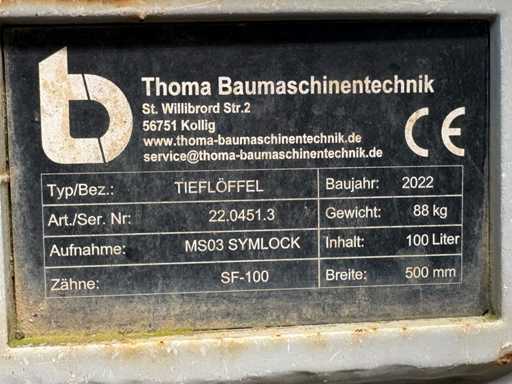 Thoma Baumaschinentechnik
St. Willibrord Str.2
56751 Kollig
www.thoma-baumaschinentechnik.de
service@thoma-baumaschinentechnik.de
CE
Typ/Bez.: TIEFLÖFFEL Baujahr: 2022
Art./Ser. Nr: 22.0451.3 Gewicht: 88 kg
Aufnahme: MS03 SYMLOCK Inhalt: 100 Liter
Zähne: SF-100 Breite: 500 mm